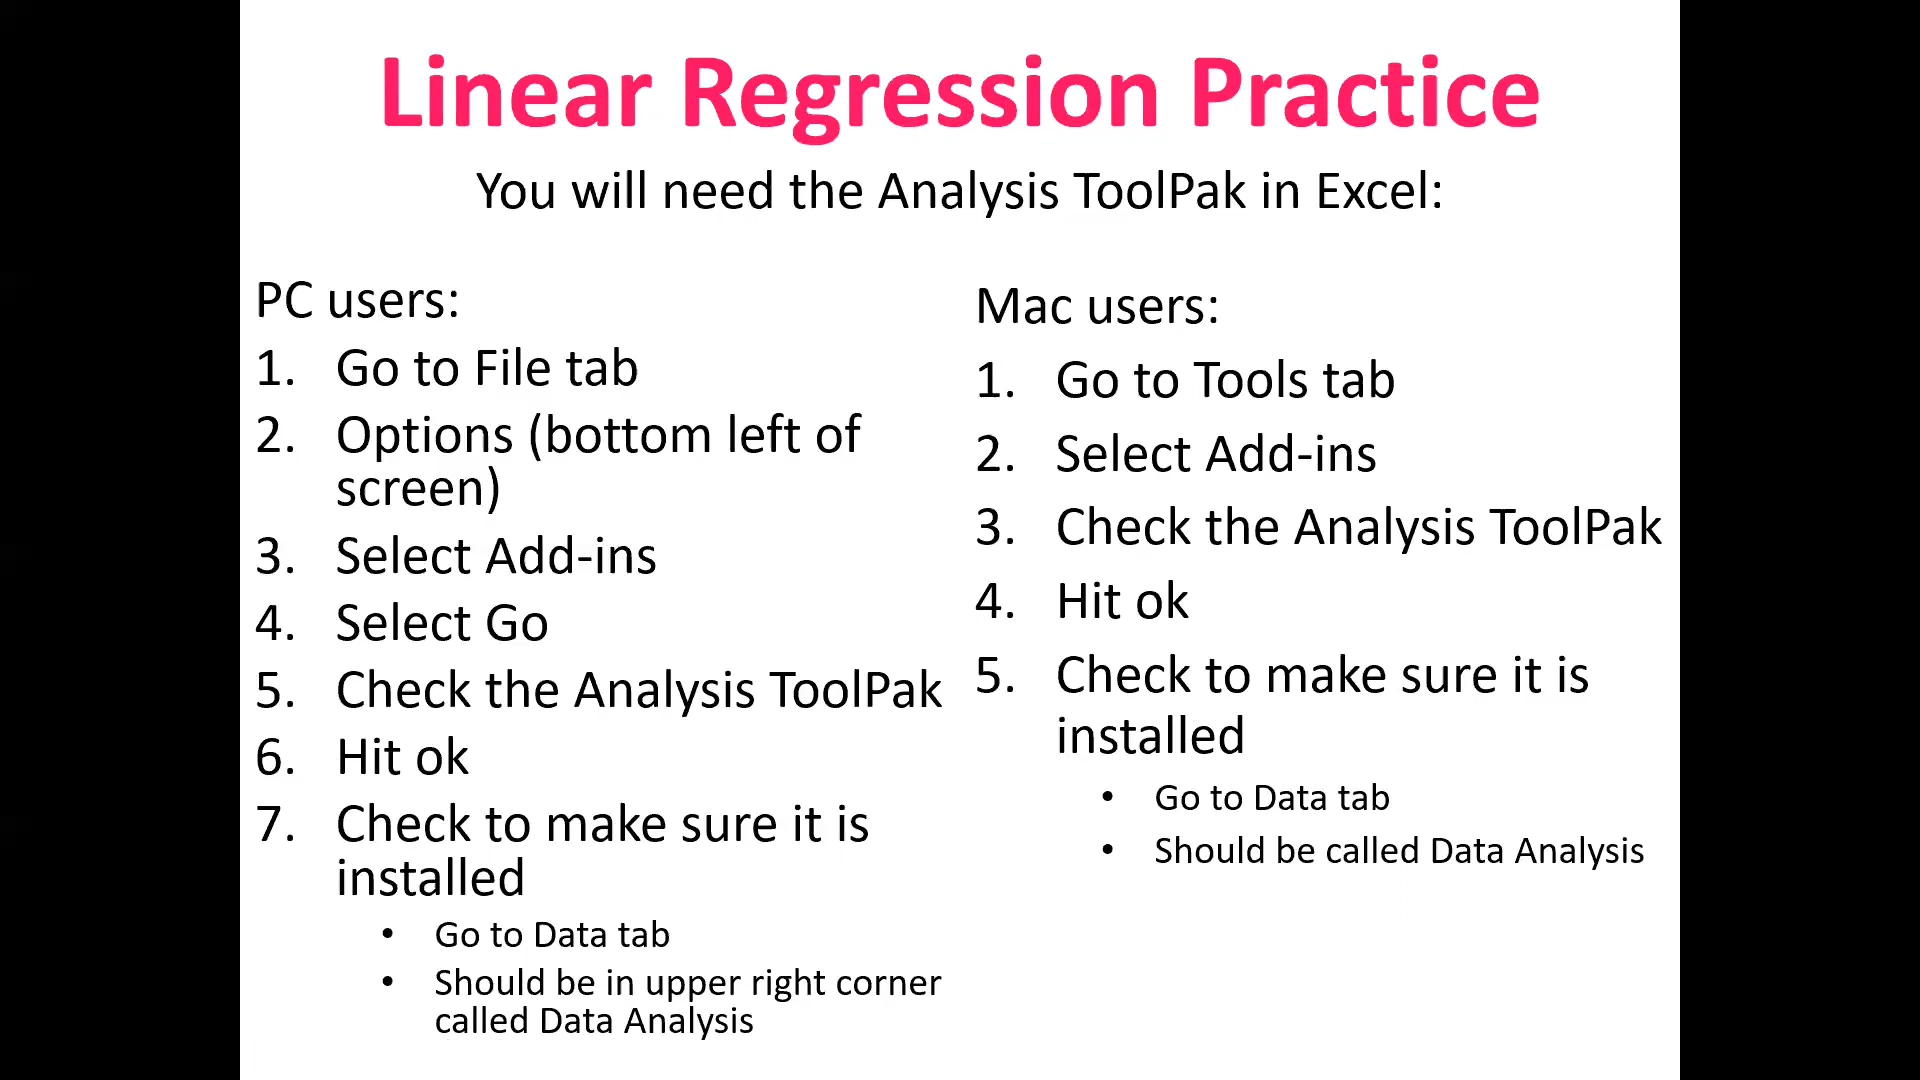 Linear Regression Practice
You will need the Analysis ToolPak in Excel:
PC users:
1. Go to File tab
2. Options (bottom left of
screen)
3. Select Add-ins
4. Select Go
5. Check the Analysis ToolPak
6. Hit ok
7. Check to make sure it is
installed
• Go to Data tab
• Should be in upper right corner
called Data Analysis
Mac users:
1. Go to Tools tab
2. Select Add-ins
3. Check the Analysis ToolPak
4. Hit ok
5. Check to make sure it is
installed
• Go to Data tab
• Should be called Data Analysis